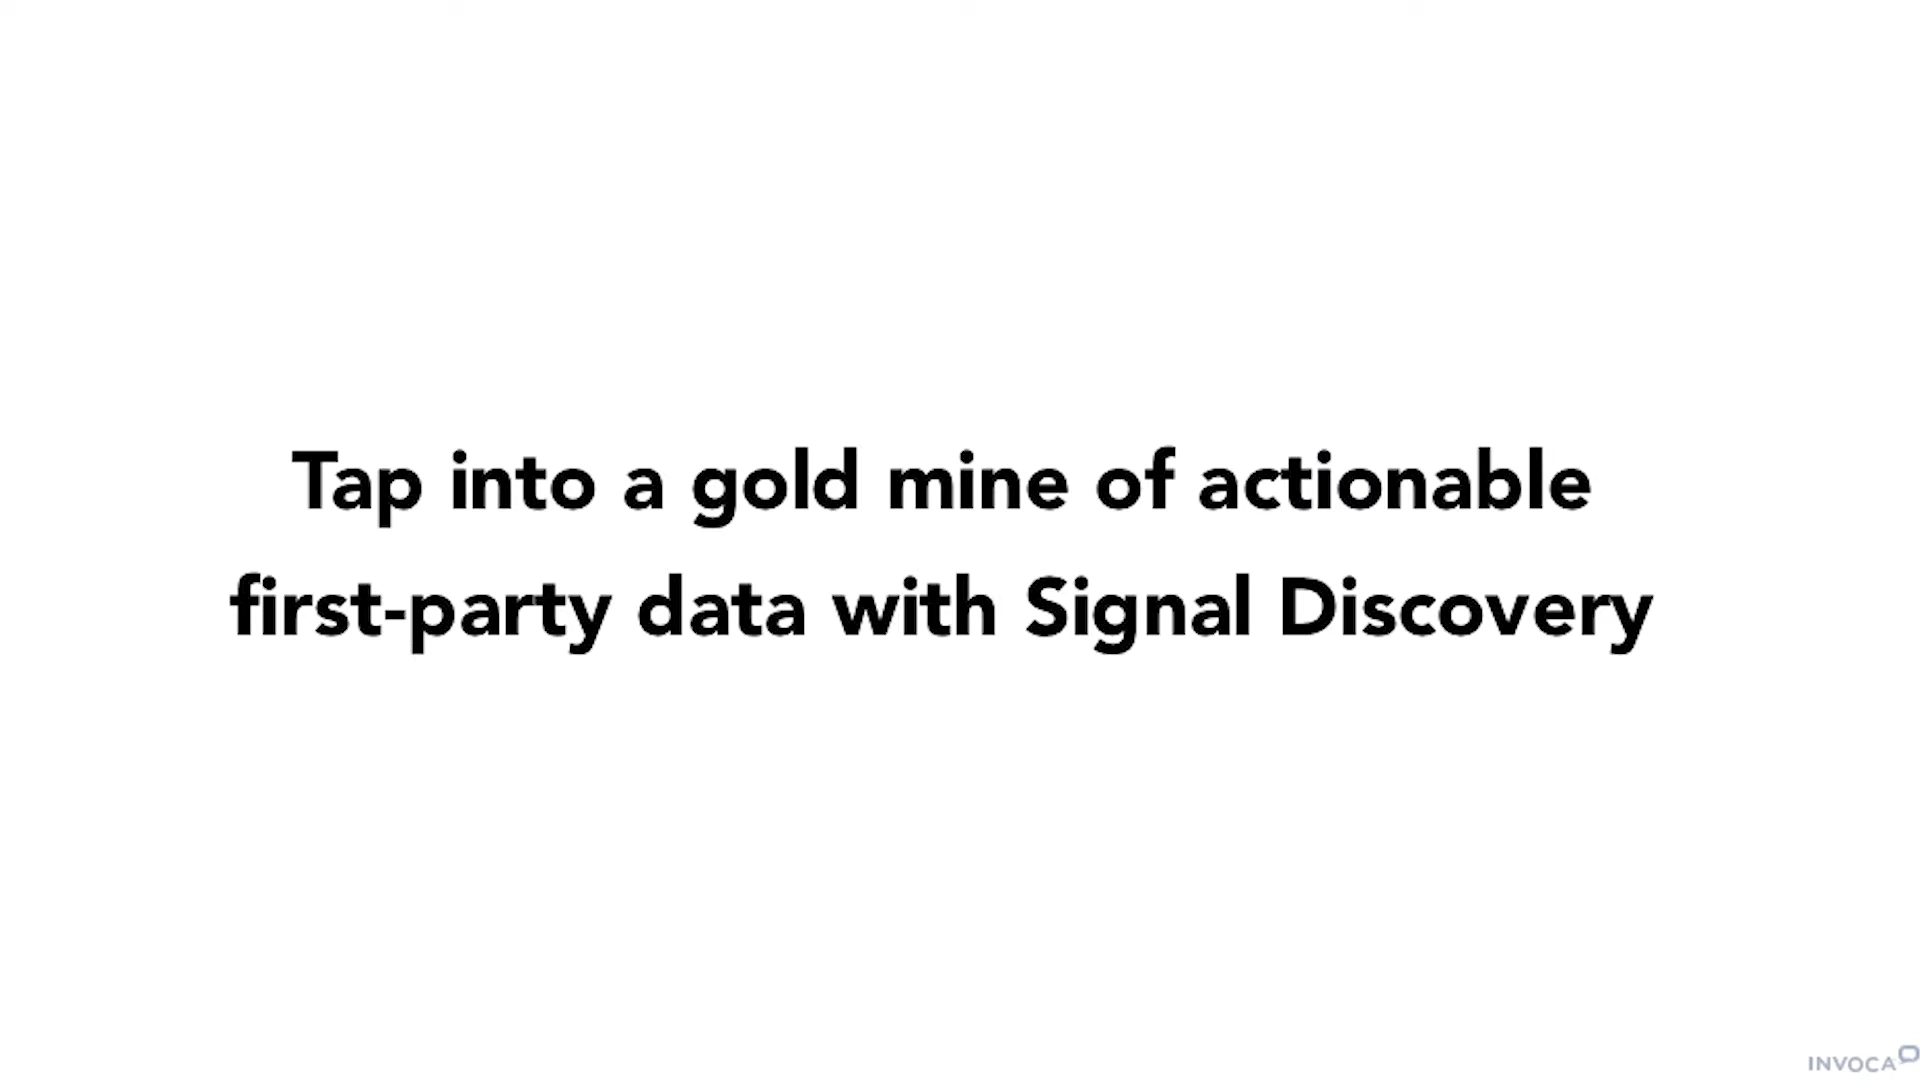 Tap into a gold mine of actionable
first-party data with Signal Discovery
INVOCA